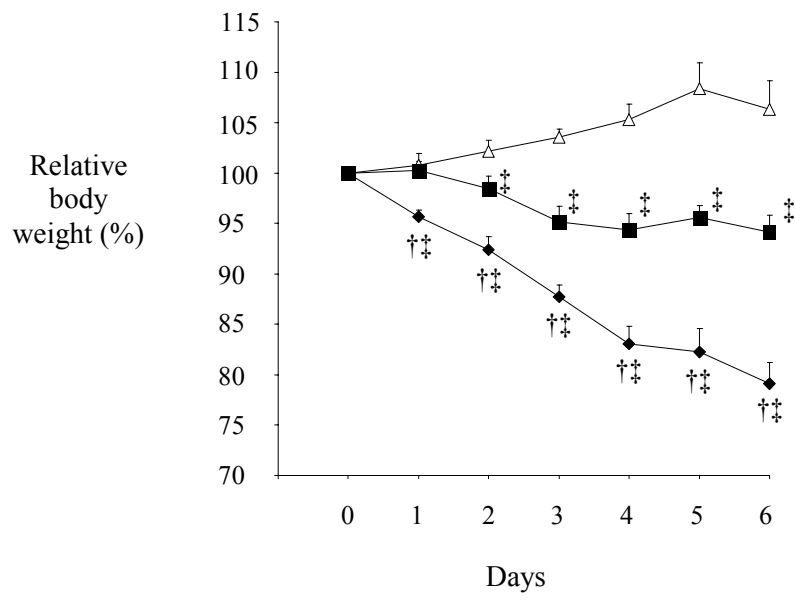 115
110
105
100
95
90
85
80
75
70
Relative
body
weight (%)
‡ ‡ ‡ ‡ ‡
†‡ †‡ †‡ †‡ †‡ †‡
0 1 2 3 4 5 6
Days